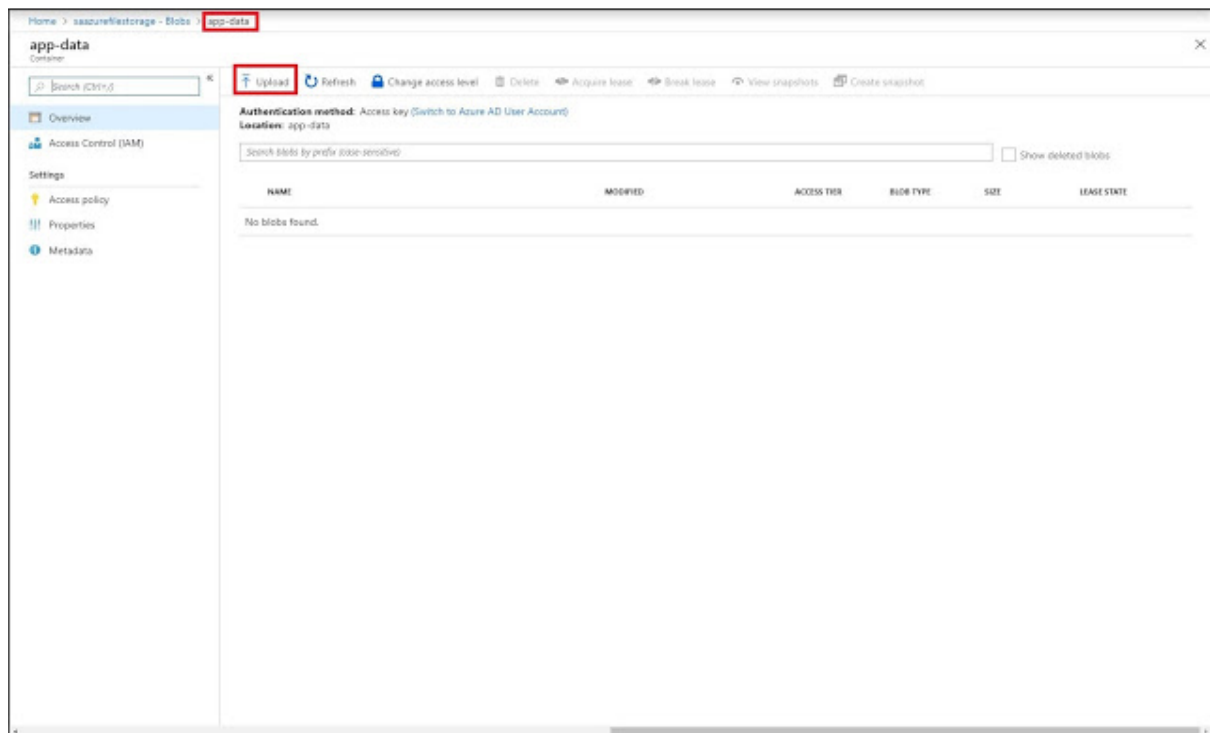 Home > saazurefilestorage - Blobs > app-data
app-data
Container
Search (Ctrl+/)
Upload Refresh Change access level Delete Acquire lease Break lease View snapshots Create snapshot
Overview
Access Control (IAM)
Settings
Access policy
Properties
Metadata
Authentication method: Access key (Switch to Azure AD User Account)
Location: app-data
Search blobs by prefix (case-sensitive)
Show deleted blobs
NAME MODIFIED ACCESS TIER BLOB TYPE SIZE LEASE STATE
No blobs found.